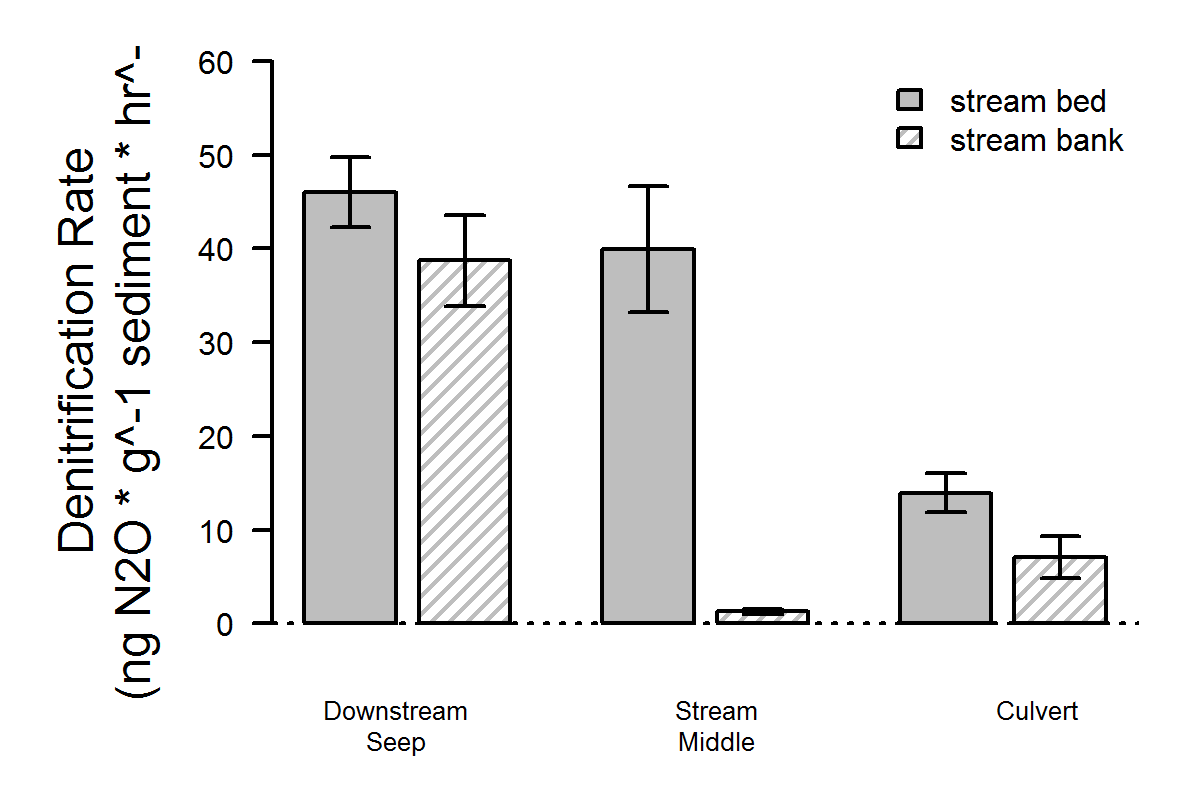 Denitrification Rate
(ng N2O * g^-1 sediment * hr^-
60
50
40
30
20
10
0
stream bed
stream bank
Downstream
Seep
Stream
Middle
Culvert